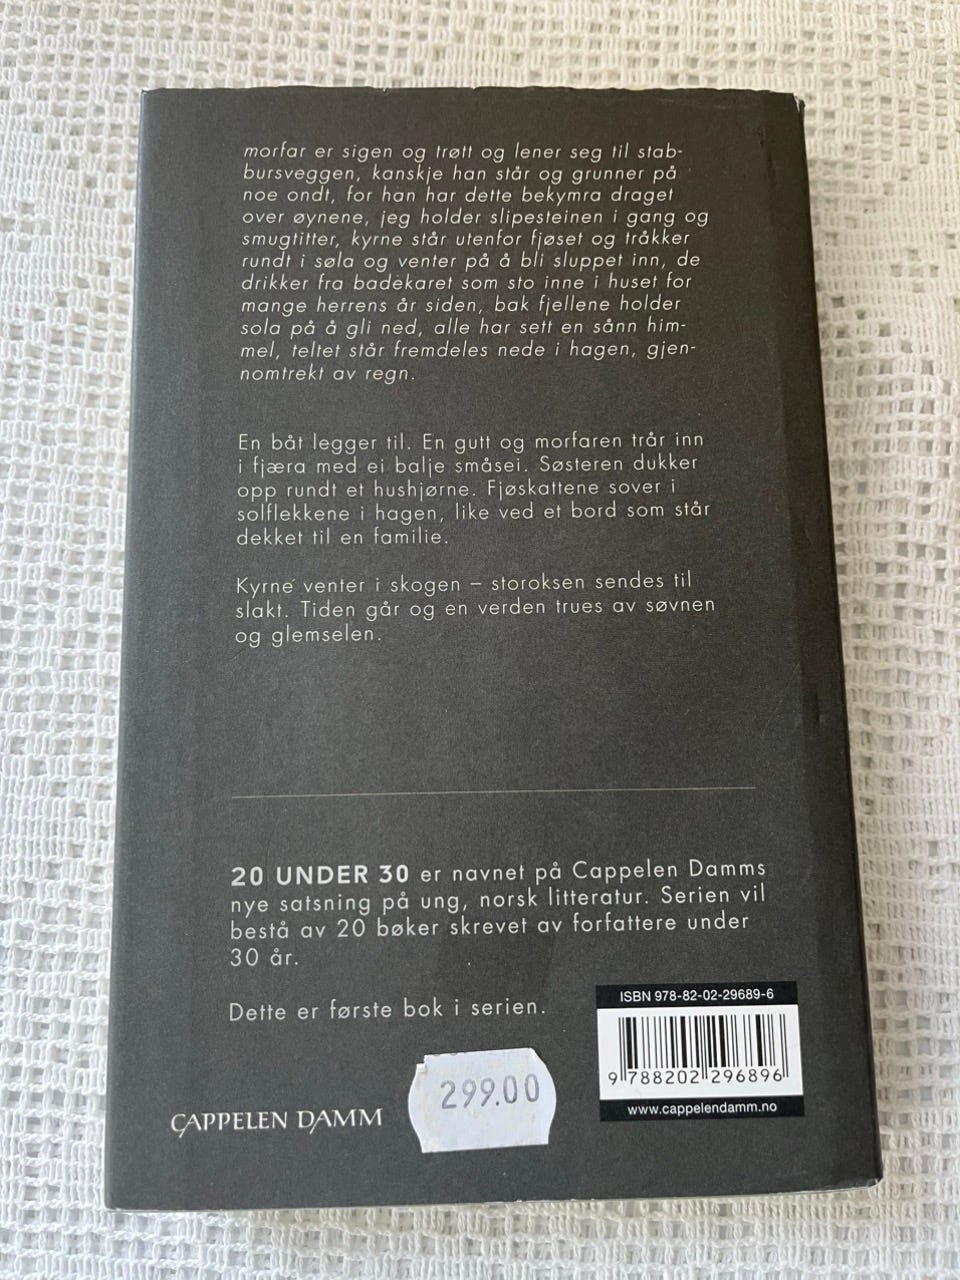 morfar er sigen og trøtt og lener seg til stab-
bursveggen, kanskje han står og grunner på
noe ondt, for han har dette bekymra draget
over øynene, jeg holder slipesteinen i gang og
smugtitter, kyrne står utenfor fjøset og tråkker
rundt i søla og venter på å bli sluppet inn, de
drikker fra badekaret som sto inne i huset for
mange herrens år siden, bak fjellene holder
sola på å gli ned, alle har sett en sånn him-
mel, teltet står fremdeles nede i hagen, gjen-
nomtrekt av regn.
En båt legger til. En gutt og morfaren trår inn
i fjæra med ei balje småsei. Søsteren dukker
opp rundt et hushjørne. Fjøskattene sover i
solflekkene i hagen, like ved et bord som står
dekket til en familie.
Kyrne venter i skogen – storoksen sendes til
slakt. Tiden går og en verden trues av søvnen
og glemselen.
20 UNDER 30 er navnet på Cappelen Damms
nye satsning på ung, norsk litteratur. Serien vil
bestå av 20 bøker skrevet av forfattere under
30 år.
Dette er første bok i serien.
ISBN 978-82-02-29689-6
9 788202 296896
www.cappelendamm.no
299.00
CAPPELEN DAMM